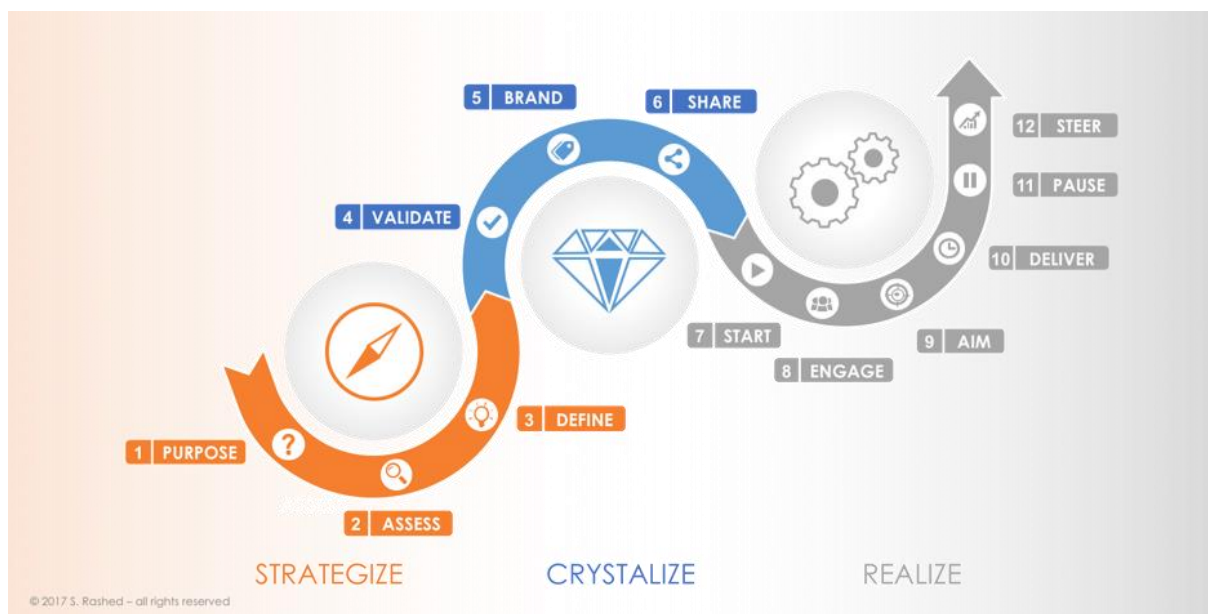 1 PURPOSE
2 ASSESS
3 DEFINE
4 VALIDATE
5 BRAND
6 SHARE
7 START
8 ENGAGE
9 AIM
10 DELIVER
11 PAUSE
12 STEER
STRATEGIZE
CRYSTALIZE
REALIZE
© 2017 S. Rashed – all rights reserved